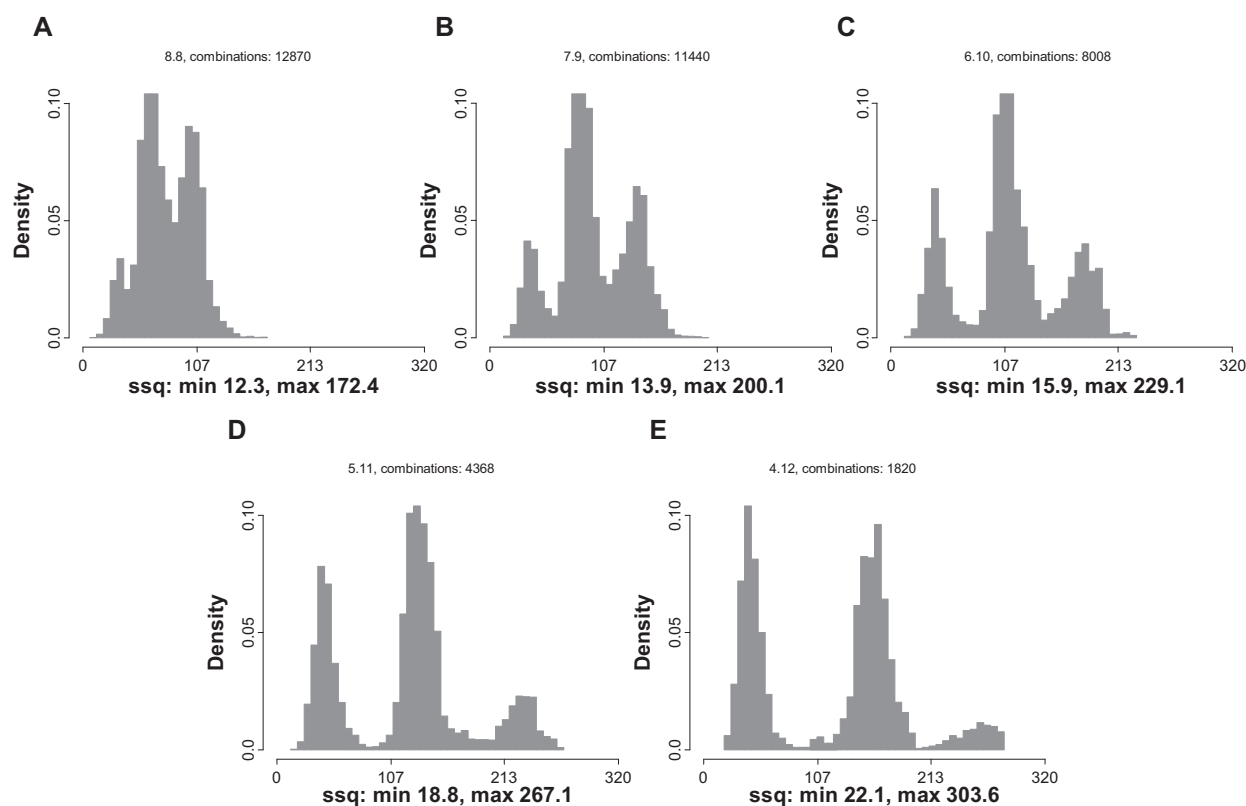 A
8.8, combinations: 12870
Density
0.0
0.05
0.10
0 107 213 320
ssq: min 12.3, max 172.4
B
7.9, combinations: 11440
Density
0.0
0.05
0.10
0 107 213 320
ssq: min 13.9, max 200.1
C
6.10, combinations: 8008
Density
0.0
0.05
0.10
0 107 213 320
ssq: min 15.9, max 229.1
D
5.11, combinations: 4368
Density
0.0
0.05
0.10
0 107 213 320
ssq: min 18.8, max 267.1
E
4.12, combinations: 1820
Density
0.0
0.05
0.10
0 107 213 320
ssq: min 22.1, max 303.6